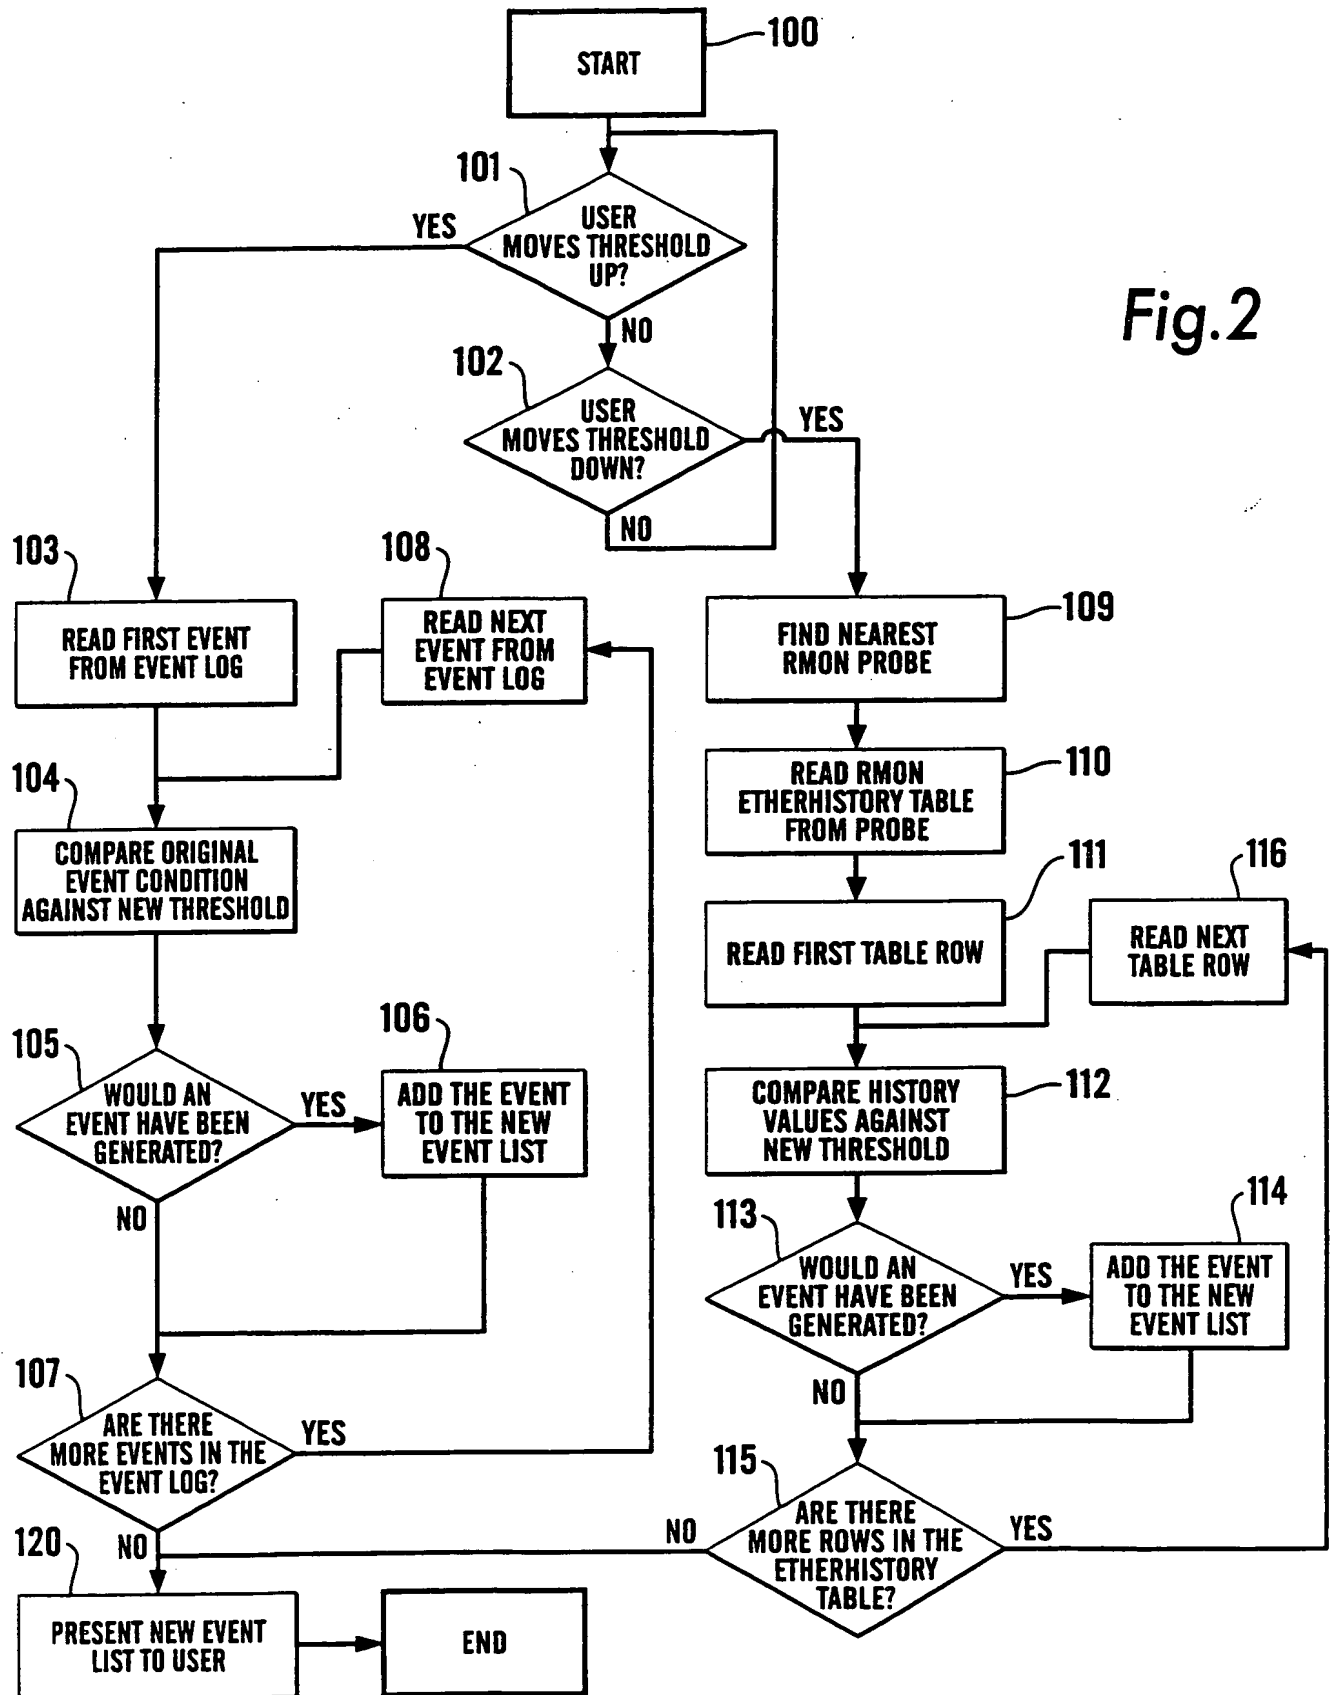 100
START
101
YES
USER
MOVES THRESHOLD
UP?
Fig.2
NO
102
USER
MOVES THRESHOLD
DOWN?
YES
NO
103
READ FIRST EVENT
FROM EVENT LOG
108
READ NEXT
EVENT FROM
EVENT LOG
109
FIND NEAREST
RMON PROBE
104
COMPARE ORIGINAL
EVENT CONDITION
AGAINST NEW THRESHOLD
110
READ RMON
ETHERHISTORY TABLE
FROM PROBE
111
READ FIRST TABLE ROW
116
READ NEXT
TABLE ROW
105
WOULD AN
EVENT HAVE BEEN
GENERATED?
YES
106
ADD THE EVENT
TO THE NEW
EVENT LIST
NO
112
COMPARE HISTORY
VALUES AGAINST
NEW THRESHOLD
113
WOULD AN
EVENT HAVE BEEN
GENERATED?
YES
114
ADD THE EVENT
TO THE NEW
EVENT LIST
NO
107
ARE THERE
MORE EVENTS IN THE
EVENT LOG?
YES
NO
115
ARE THERE
MORE ROWS IN THE
ETHERHISTORY
TABLE?
YES
NO
120
PRESENT NEW EVENT
LIST TO USER
END